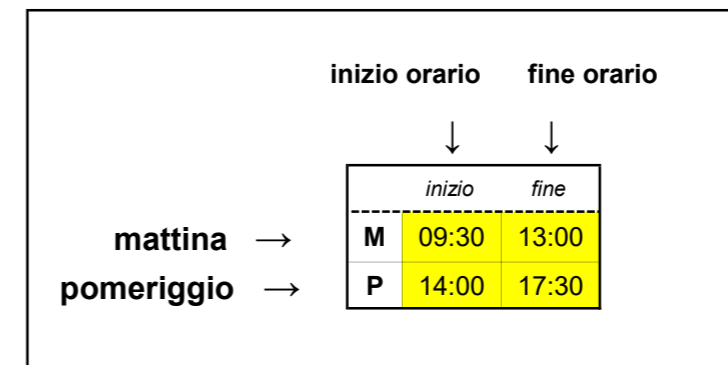 inizio orario fine orario
↓ ↓
inizio fine
mattina → M 09:30 13:00
pomeriggio → P 14:00 17:30